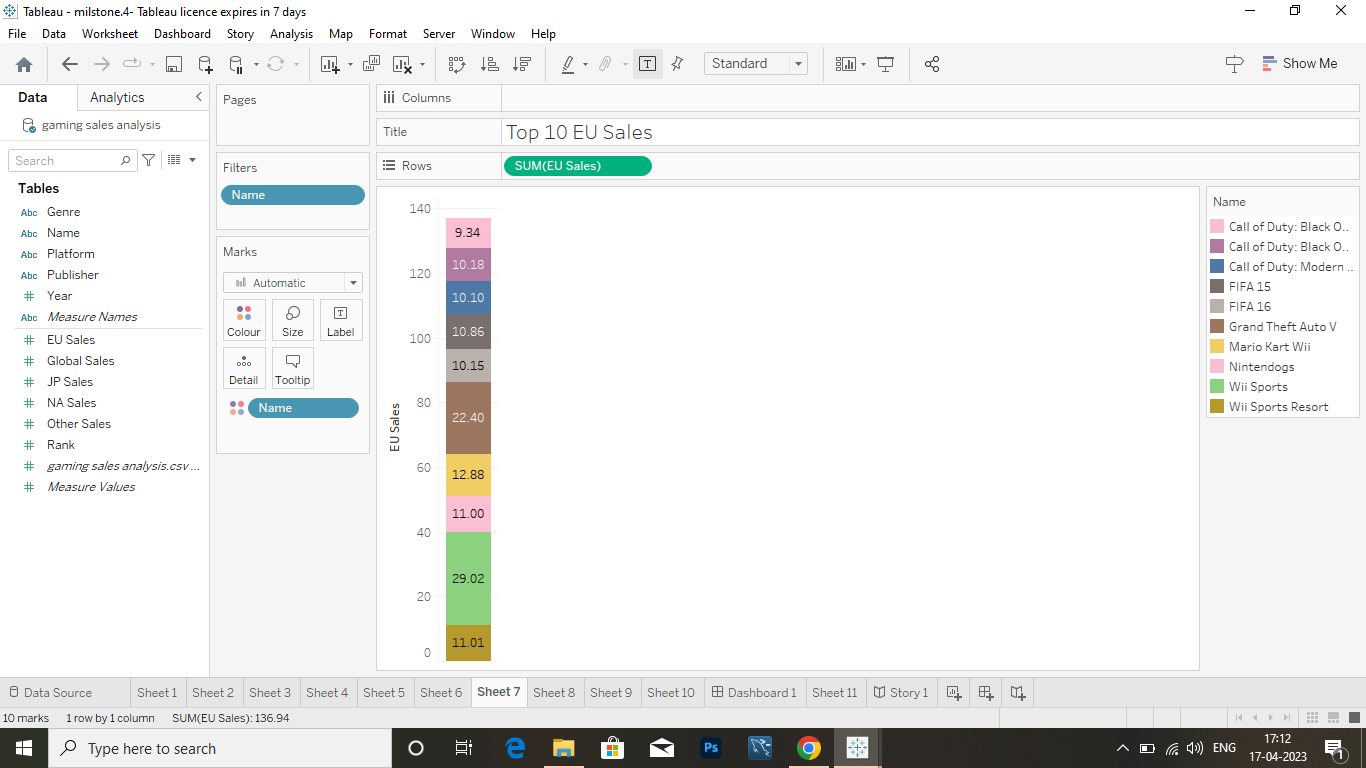 Tableau - milstone.4- Tableau licence expires in 7 days
File Data Worksheet Dashboard Story Analysis Map Format Server Window Help
Standard Show Me
Data Analytics
gaming sales analysis
Search
Tables
Abc Genre
Abc Name
Abc Platform
Abc Publisher
Year
Abc Measure Names
EU Sales
Global Sales
JP Sales
NA Sales
Other Sales
Rank
gaming sales analysis.csv ...
Measure Values
Pages
Filters
Name
Marks
Automatic
Colour Size Label
Detail Tooltip
Name
Columns
Title Top 10 EU Sales
Rows SUM(EU Sales)
EU Sales
140
120
100
80
60
40
20
0
9.34
10.18
10.10
10.86
10.15
22.40
12.88
11.00
29.02
11.01
Name
Call of Duty: Black O..
Call of Duty: Black O..
Call of Duty: Modern ..
FIFA 15
FIFA 16
Grand Theft Auto V
Mario Kart Wii
Nintendogs
Wii Sports
Wii Sports Resort
Data Source Sheet 1 Sheet 2 Sheet 3 Sheet 4 Sheet 5 Sheet 6 Sheet 7 Sheet 8 Sheet 9 Sheet 10 Dashboard 1 Sheet 11 Story 1
10 marks 1 row by 1 column SUM(EU Sales): 136.94
Type here to search
Ps
ENG
17:12
17-04-2023
1